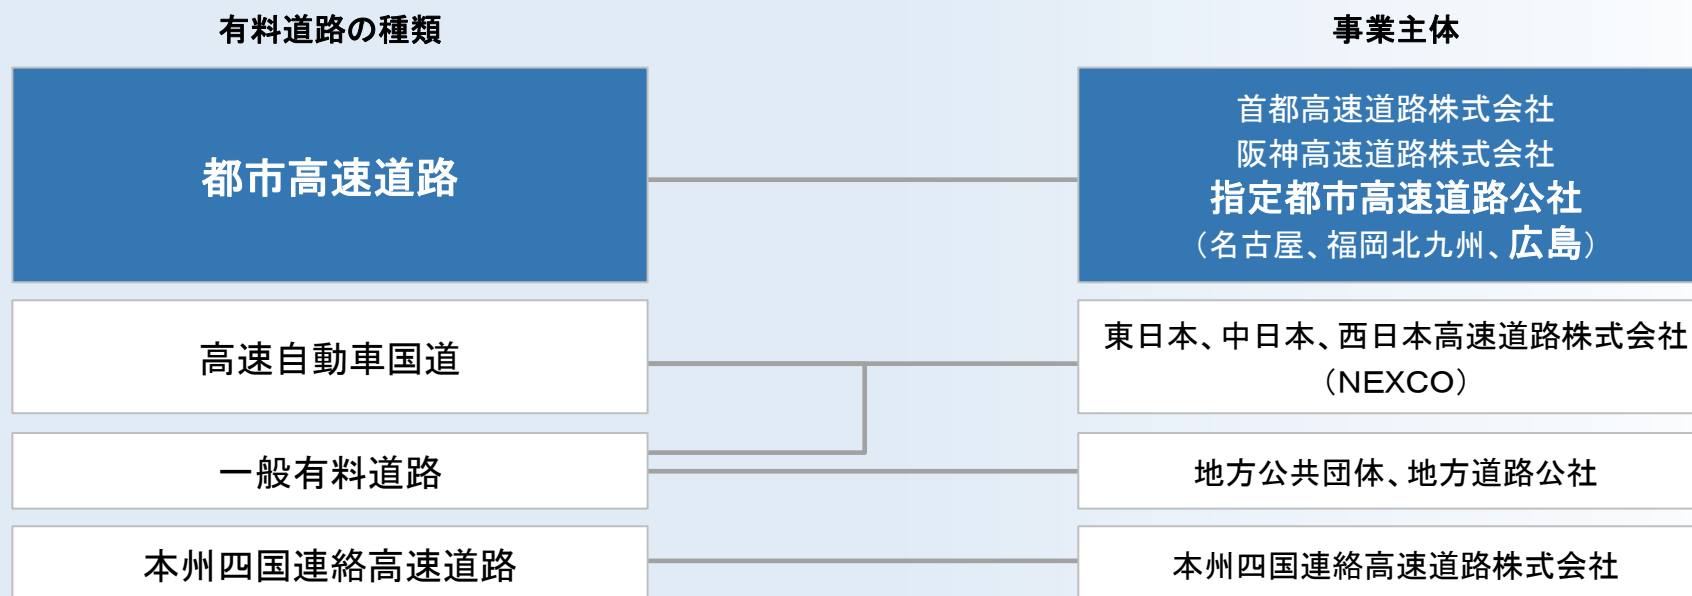 有料道路の種類
事業主体
都市高速道路
首都高速道路株式会社
阪神高速道路株式会社
指定都市高速道路公社
（名古屋、福岡北九州、広島）
高速自動車国道
東日本、中日本、西日本高速道路株式会社
（NEXCO）
一般有料道路
地方公共団体、地方道路公社
本州四国連絡高速道路
本州四国連絡高速道路株式会社